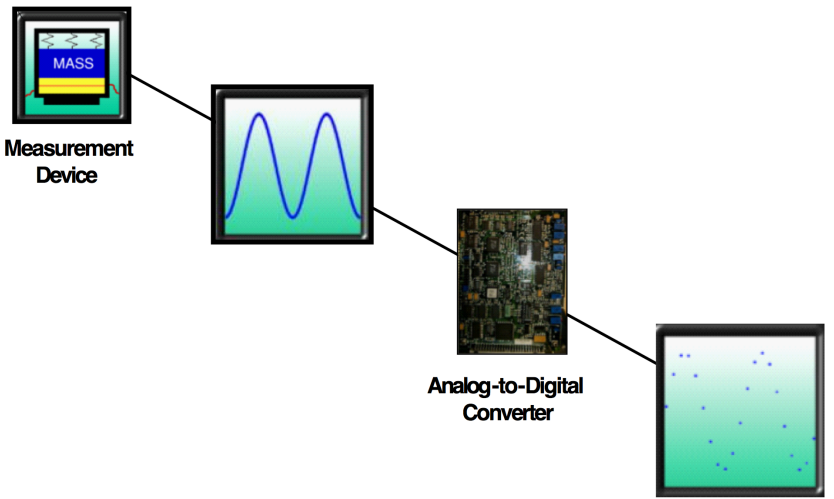 MASS
Measurement
Device
Analog-to-Digital
Converter